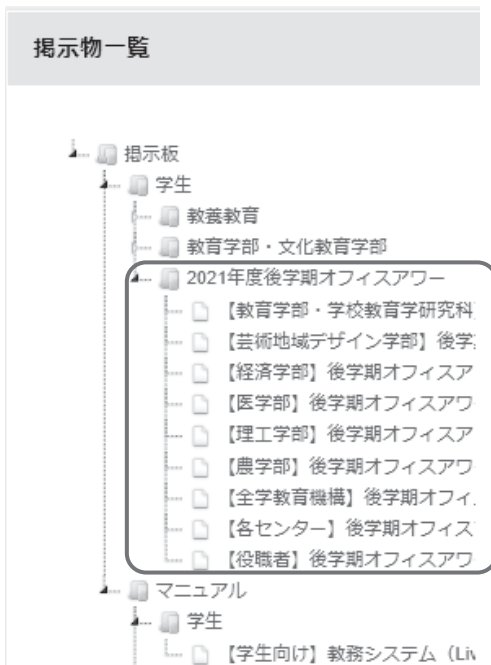 掲示物一覧
掲示板
学生
教養教育
教育学部・文化教育学部
2021年度後学期オフィスアワー
【教育学部・学校教育学研究科
【芸術地域デザイン学部】後学
【経済学部】後学期オフィスア
【医学部】後学期オフィスアワ
【理工学部】後学期オフィスア
【農学部】後学期オフィスアワ
【全学教育機構】後学期オフィ
【各センター】後学期オフィス
【役職者】後学期オフィスアワ
マニュアル
学生
【学生向け】教務システム（Liv